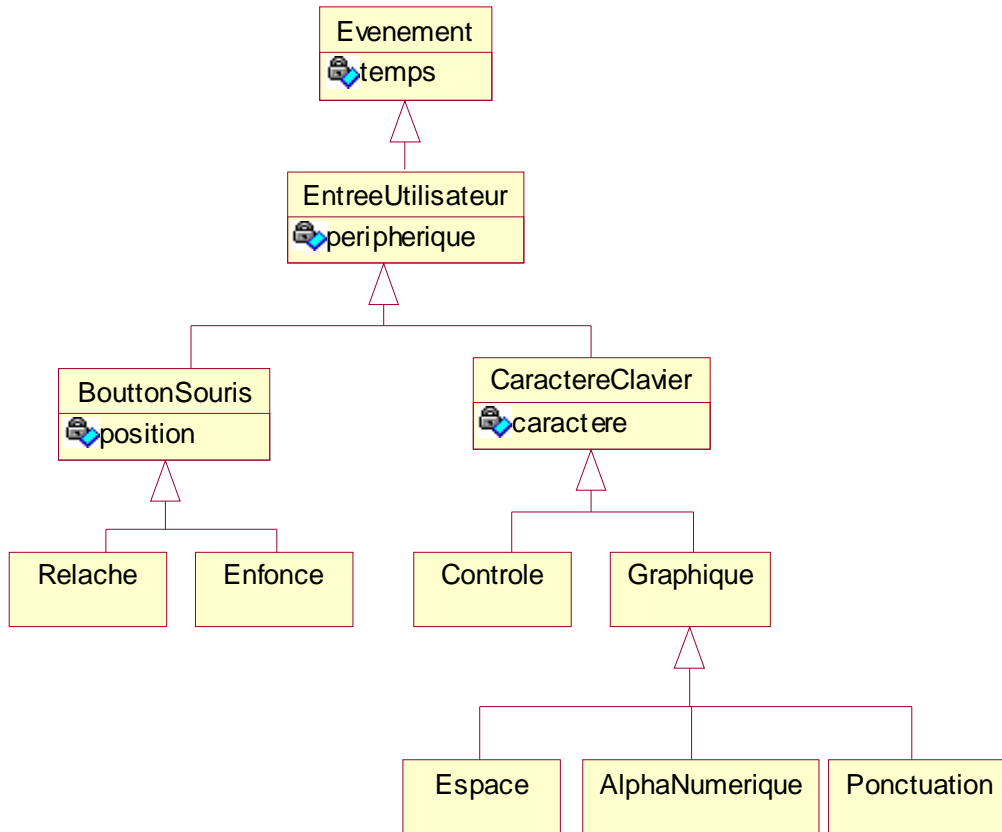 Evenement
temps
EntreeUtilisateur
peripherique
BouttonSouris
position
CaractereClavier
caractere
Relache
Enfonce
Controle
Graphique
Espace
AlphaNumerique
Ponctuation